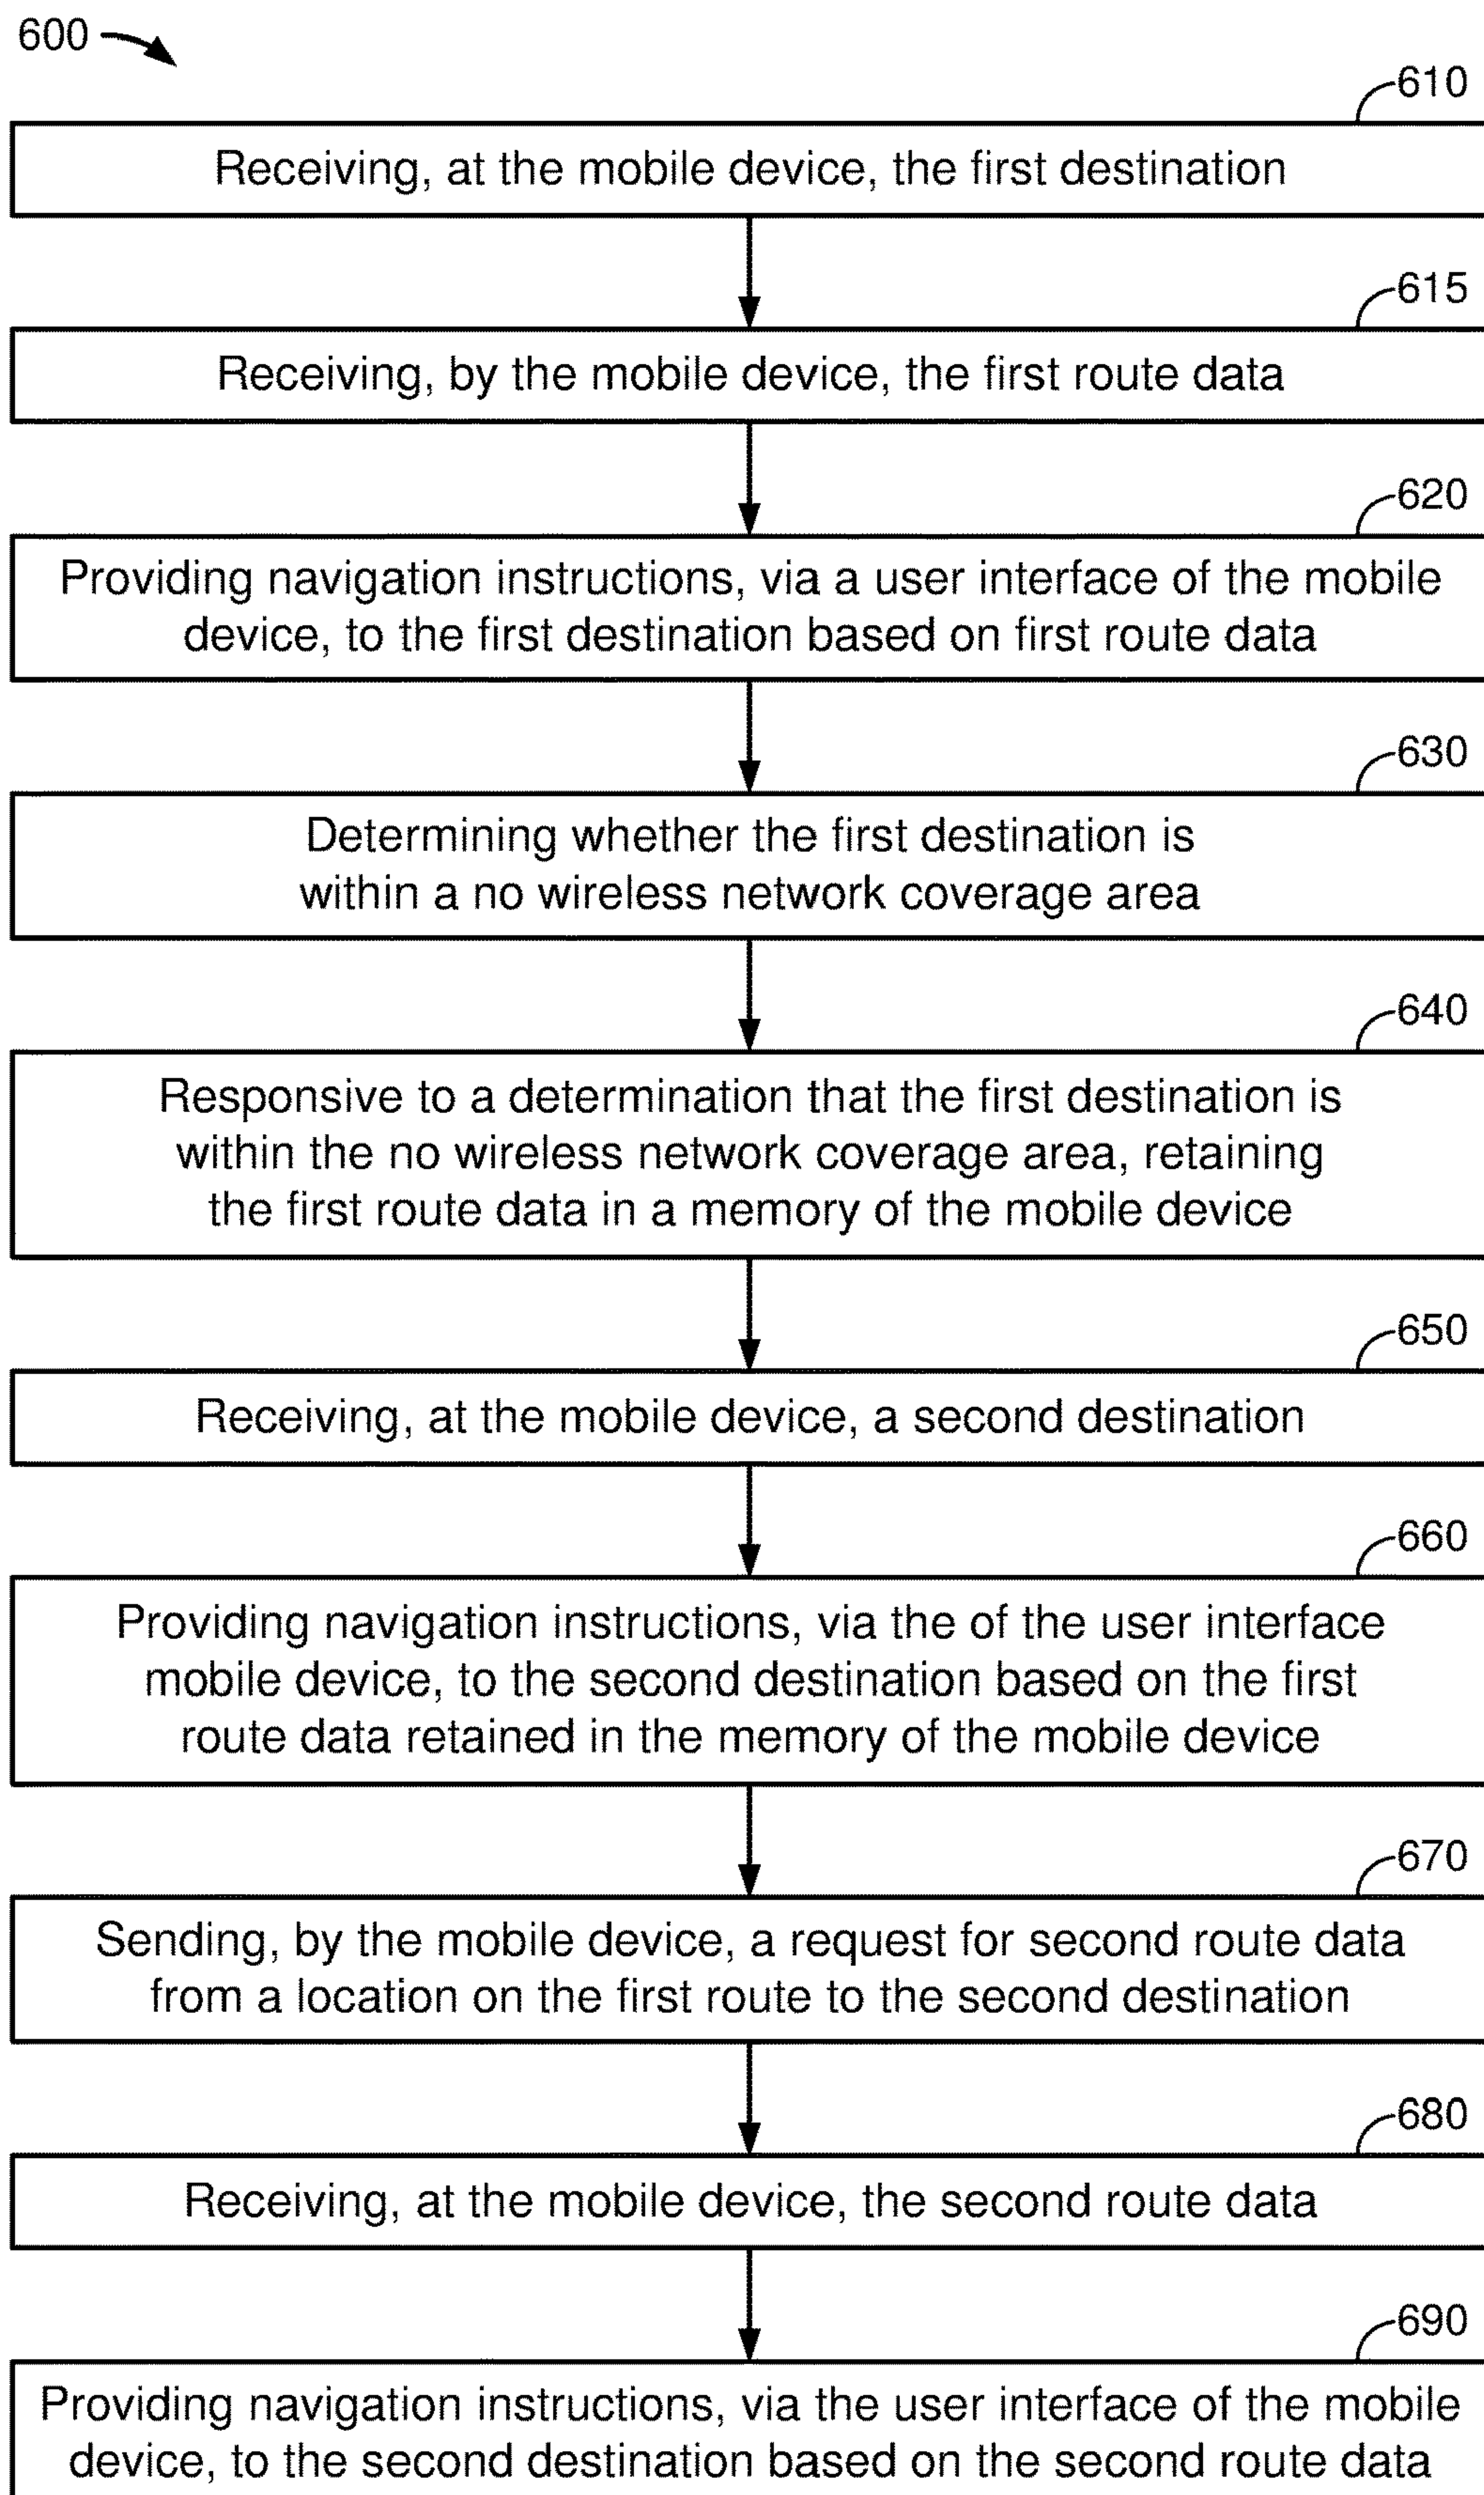 600
610
Receiving, at the mobile device, the first destination
615
Receiving, by the mobile device, the first route data
620
Providing navigation instructions, via a user interface of the mobile
device, to the first destination based on first route data
630
Determining whether the first destination is
within a no wireless network coverage area
640
Responsive to a determination that the first destination is
within the no wireless network coverage area, retaining
the first route data in a memory of the mobile device
650
Receiving, at the mobile device, a second destination
660
Providing navigation instructions, via the of the user interface
mobile device, to the second destination based on the first
route data retained in the memory of the mobile device
670
Sending, by the mobile device, a request for second route data
from a location on the first route to the second destination
680
Receiving, at the mobile device, the second route data
690
Providing navigation instructions, via the user interface of the mobile
device, to the second destination based on the second route data